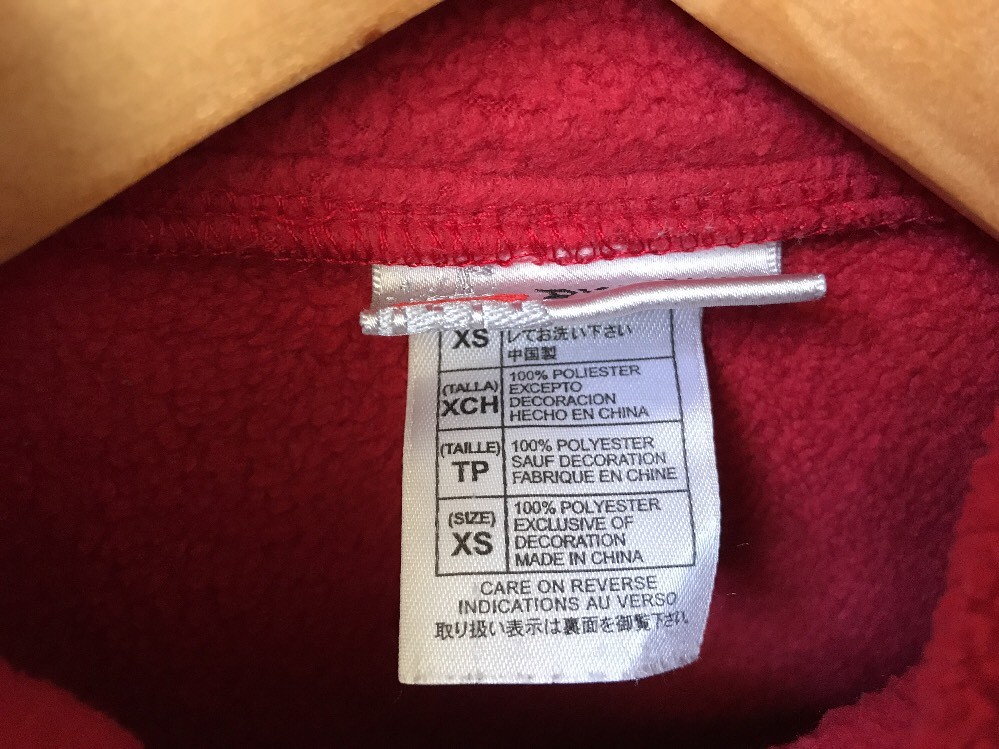 XS
レてお洗い下さい
中国製
(TALLA)
XCH
100% POLIESTER
EXCEPTO
DECORACION
HECHO EN CHINA
(TAILLE)
TP
100% POLYESTER
SAUF DECORATION
FABRIQUE EN CHINE
(SIZE)
XS
100% POLYESTER
EXCLUSIVE OF
DECORATION
MADE IN CHINA
CARE ON REVERSE
INDICATIONS AU VERSO
取り扱い表示は裏面を御覧下さい